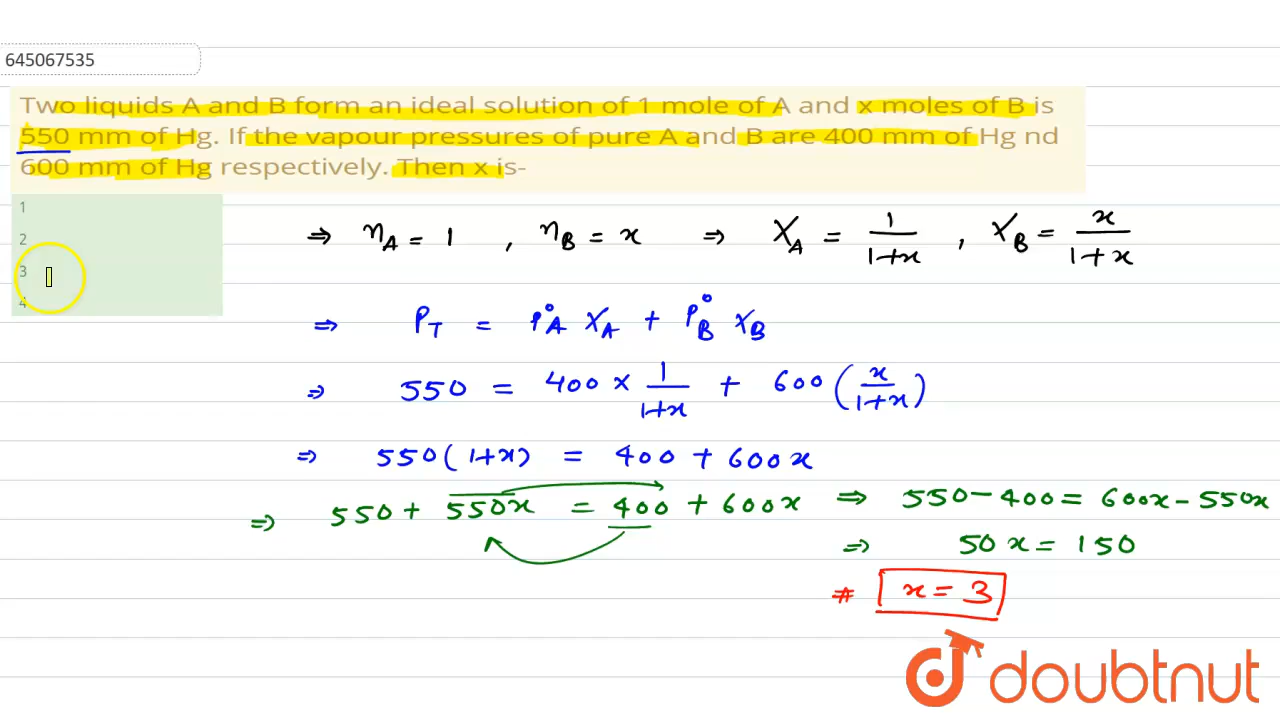 645067535
Two liquids A and B form an ideal solution of 1 mole of A and x moles of B is
550 mm of Hg. If the vapour pressures of pure A and B are 400 mm of Hg nd
600 mm of Hg respectively. Then x is-
1
2
3
4
⇒ n_A = 1 , n_B = x ⇒ X_A = 1/(1+x) , X_B = x/(1+x)
⇒ P_T = P°_A X_A + P°_B X_B
⇒ 550 = 400 × 1/(1+x) + 600 (x/(1+x))
⇒ 550(1+x) = 400 + 600x
⇒ 550 + 550x = 400 + 600x ⇒ 550-400 = 600x-550x
⇒ 50x = 150
⇒ x = 3
doubtnut